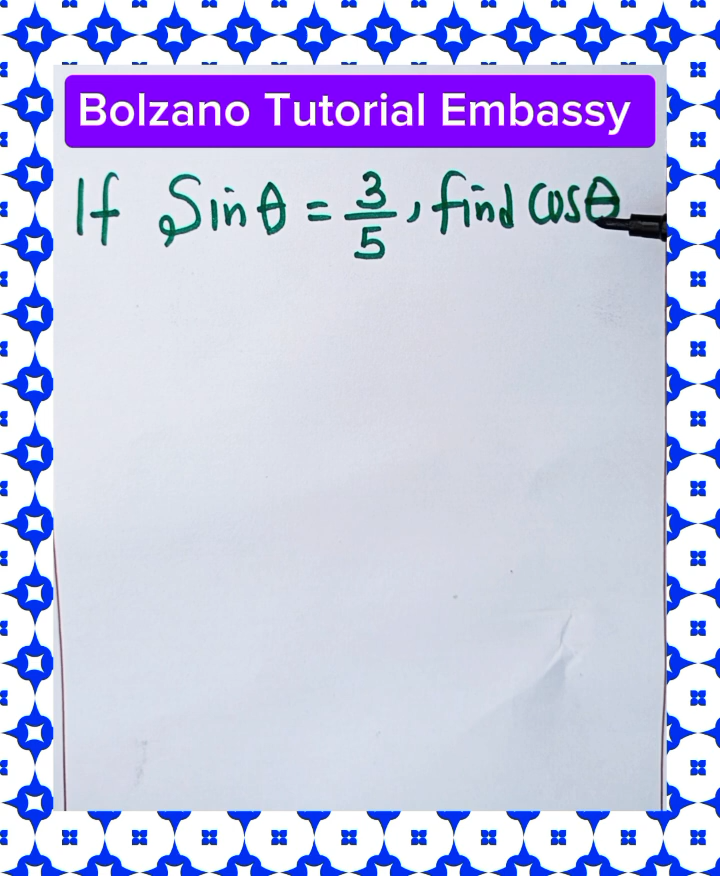 Bolzano Tutorial Embassy
If Sinθ = 3/5, find cosθ